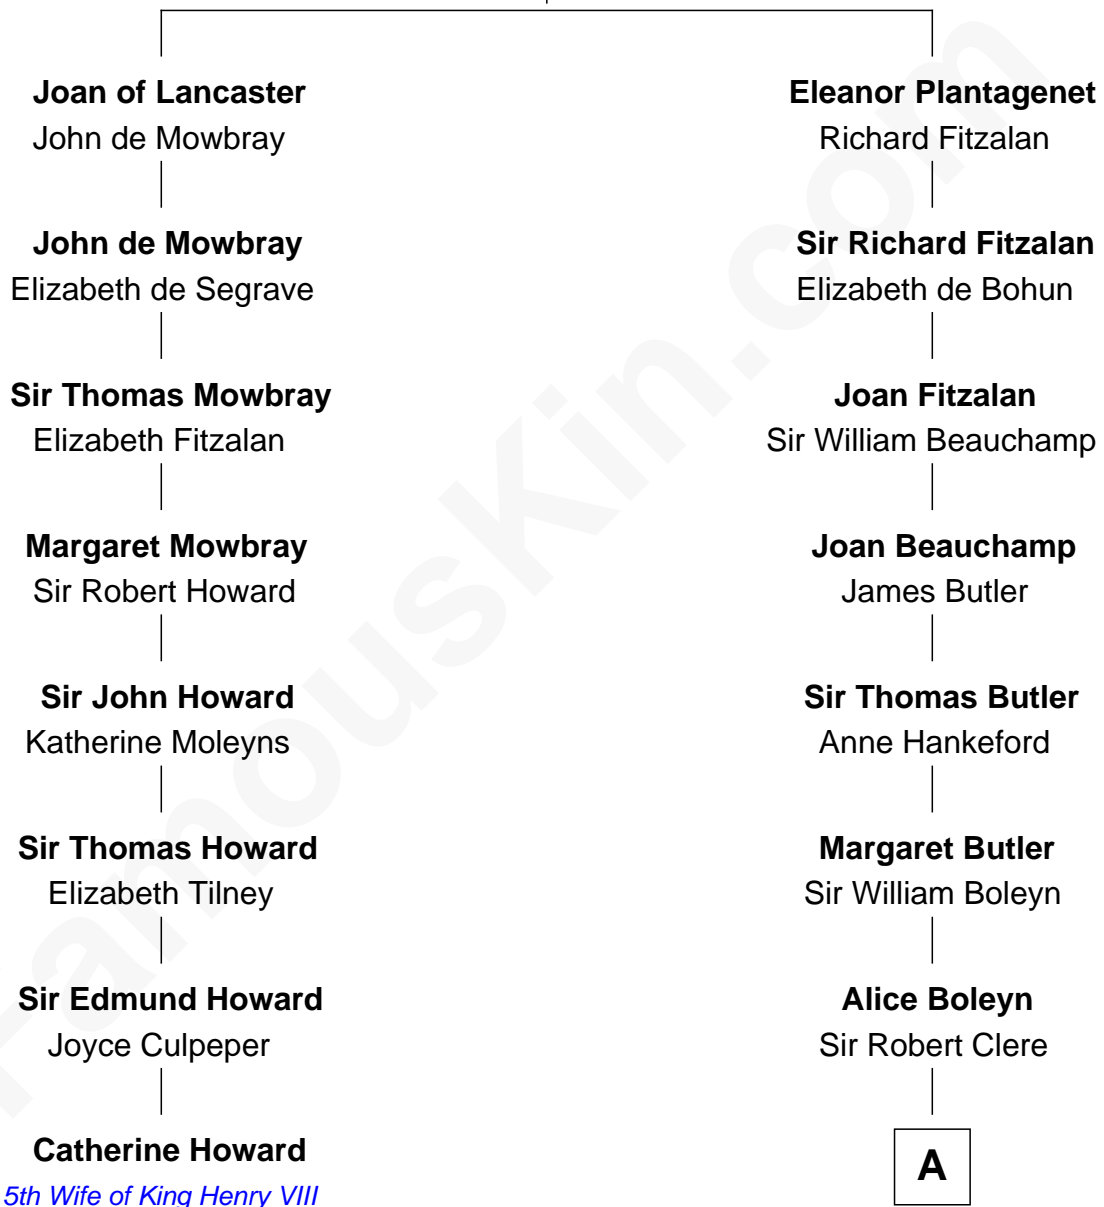 Joan of Lancaster
John de Mowbray
John de Mowbray
Elizabeth de Segrave
Sir Thomas Mowbray
Elizabeth Fitzalan
Margaret Mowbray
Sir Robert Howard
Sir John Howard
Katherine Moleyns
Sir Thomas Howard
Elizabeth Tilney
Sir Edmund Howard
Joyce Culpeper
Catherine Howard
5th Wife of King Henry VIII
Eleanor Plantagenet
Richard Fitzalan
Sir Richard Fitzalan
Elizabeth de Bohun
Joan Fitzalan
Sir William Beauchamp
Joan Beauchamp
James Butler
Sir Thomas Butler
Anne Hankeford
Margaret Butler
Sir William Boleyn
Alice Boleyn
Sir Robert Clere
A
FamousKin.com